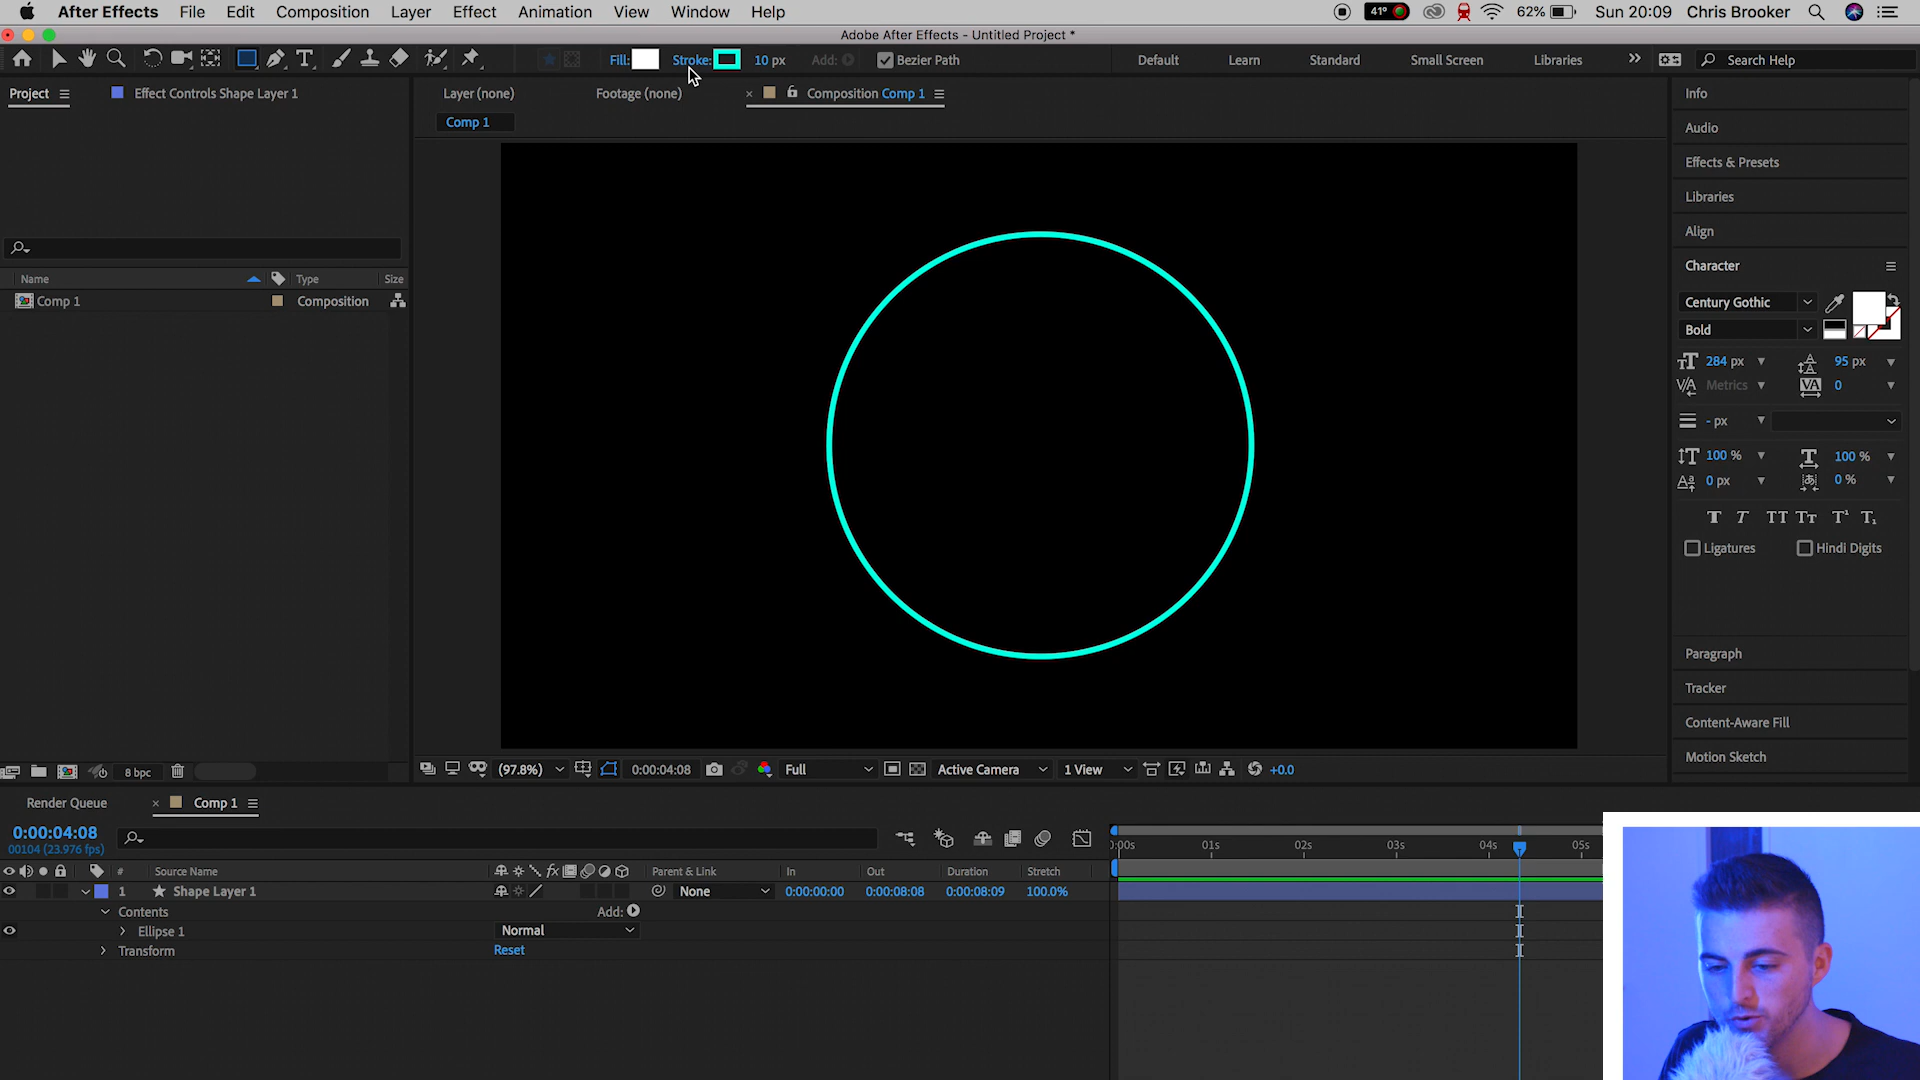 After Effects File Edit Composition Layer Effect Animation View Window Help 41° 62% Sun 20:09 Chris Brooker
Adobe After Effects - Untitled Project *
Fill: Stroke: 10 px Add: Bezier Path Default Learn Standard Small Screen Libraries Search Help
Project Effect Controls Shape Layer 1 Layer (none) Footage (none) Composition Comp 1 Info
Comp 1 Audio
Effects & Presets
Libraries
Align
Character
Name Type Size
Comp 1 Composition Century Gothic
Bold
284 px 95 px
Metrics 0
- px
100 % 100 %
0 px 0 %
T T TT Tт T¹ T₁
Ligatures Hindi Digits
Paragraph
Tracker
Content-Aware Fill
Motion Sketch
8 bpc (97.8%) 0:00:04:08 Full Active Camera 1 View +0.0
Render Queue Comp 1
0:00:04:08
00104 (23.976 fps)
0:00s 01s 02s 03s 04s 05s
# Source Name fx Parent & Link In Out Duration Stretch
1 Shape Layer 1 None 0:00:00:00 0:00:08:08 0:00:08:09 100.0%
Contents Add:
Ellipse 1 Normal
Transform Reset